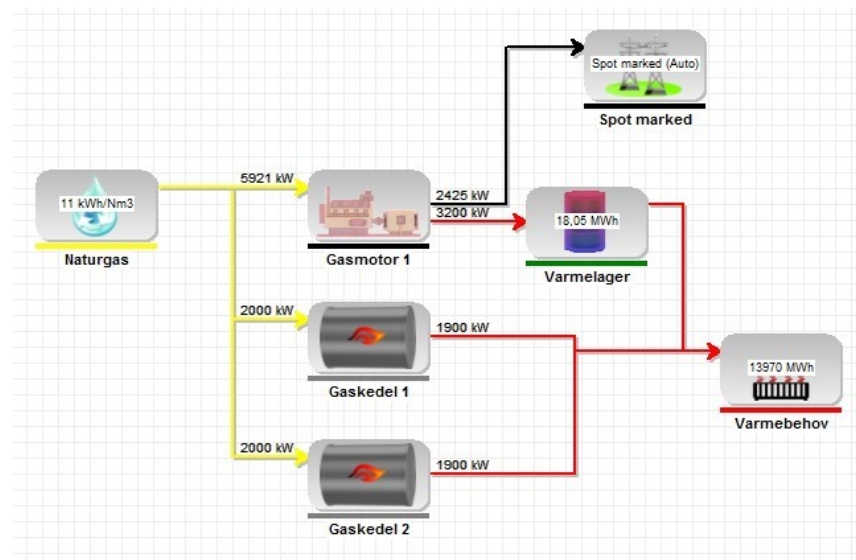 Spot marked (Auto)
Spot marked
5921 kW
11 kWh/Nm3
Naturgas
2425 kW
3200 kW
Gasmotor 1
18,05 MWh
Varmelager
2000 kW
1900 kW
Gaskedel 1
13970 MWh
Varmebehov
2000 kW
1900 kW
Gaskedel 2